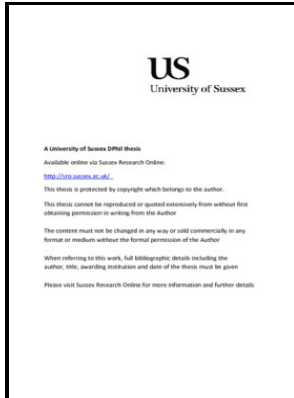 US
University of Sussex
A University of Sussex DPhil thesis
Available online via Sussex Research Online:
http://sro.sussex.ac.uk/
This thesis is protected by copyright which belongs to the author.
This thesis cannot be reproduced or quoted extensively from without first
obtaining permission in writing from the Author
The content must not be changed in any way or sold commercially in any
format or medium without the formal permission of the Author
When referring to this work, full bibliographic details including the
author, title, awarding institution and date of the thesis must be given
Please visit Sussex Research Online for more information and further details